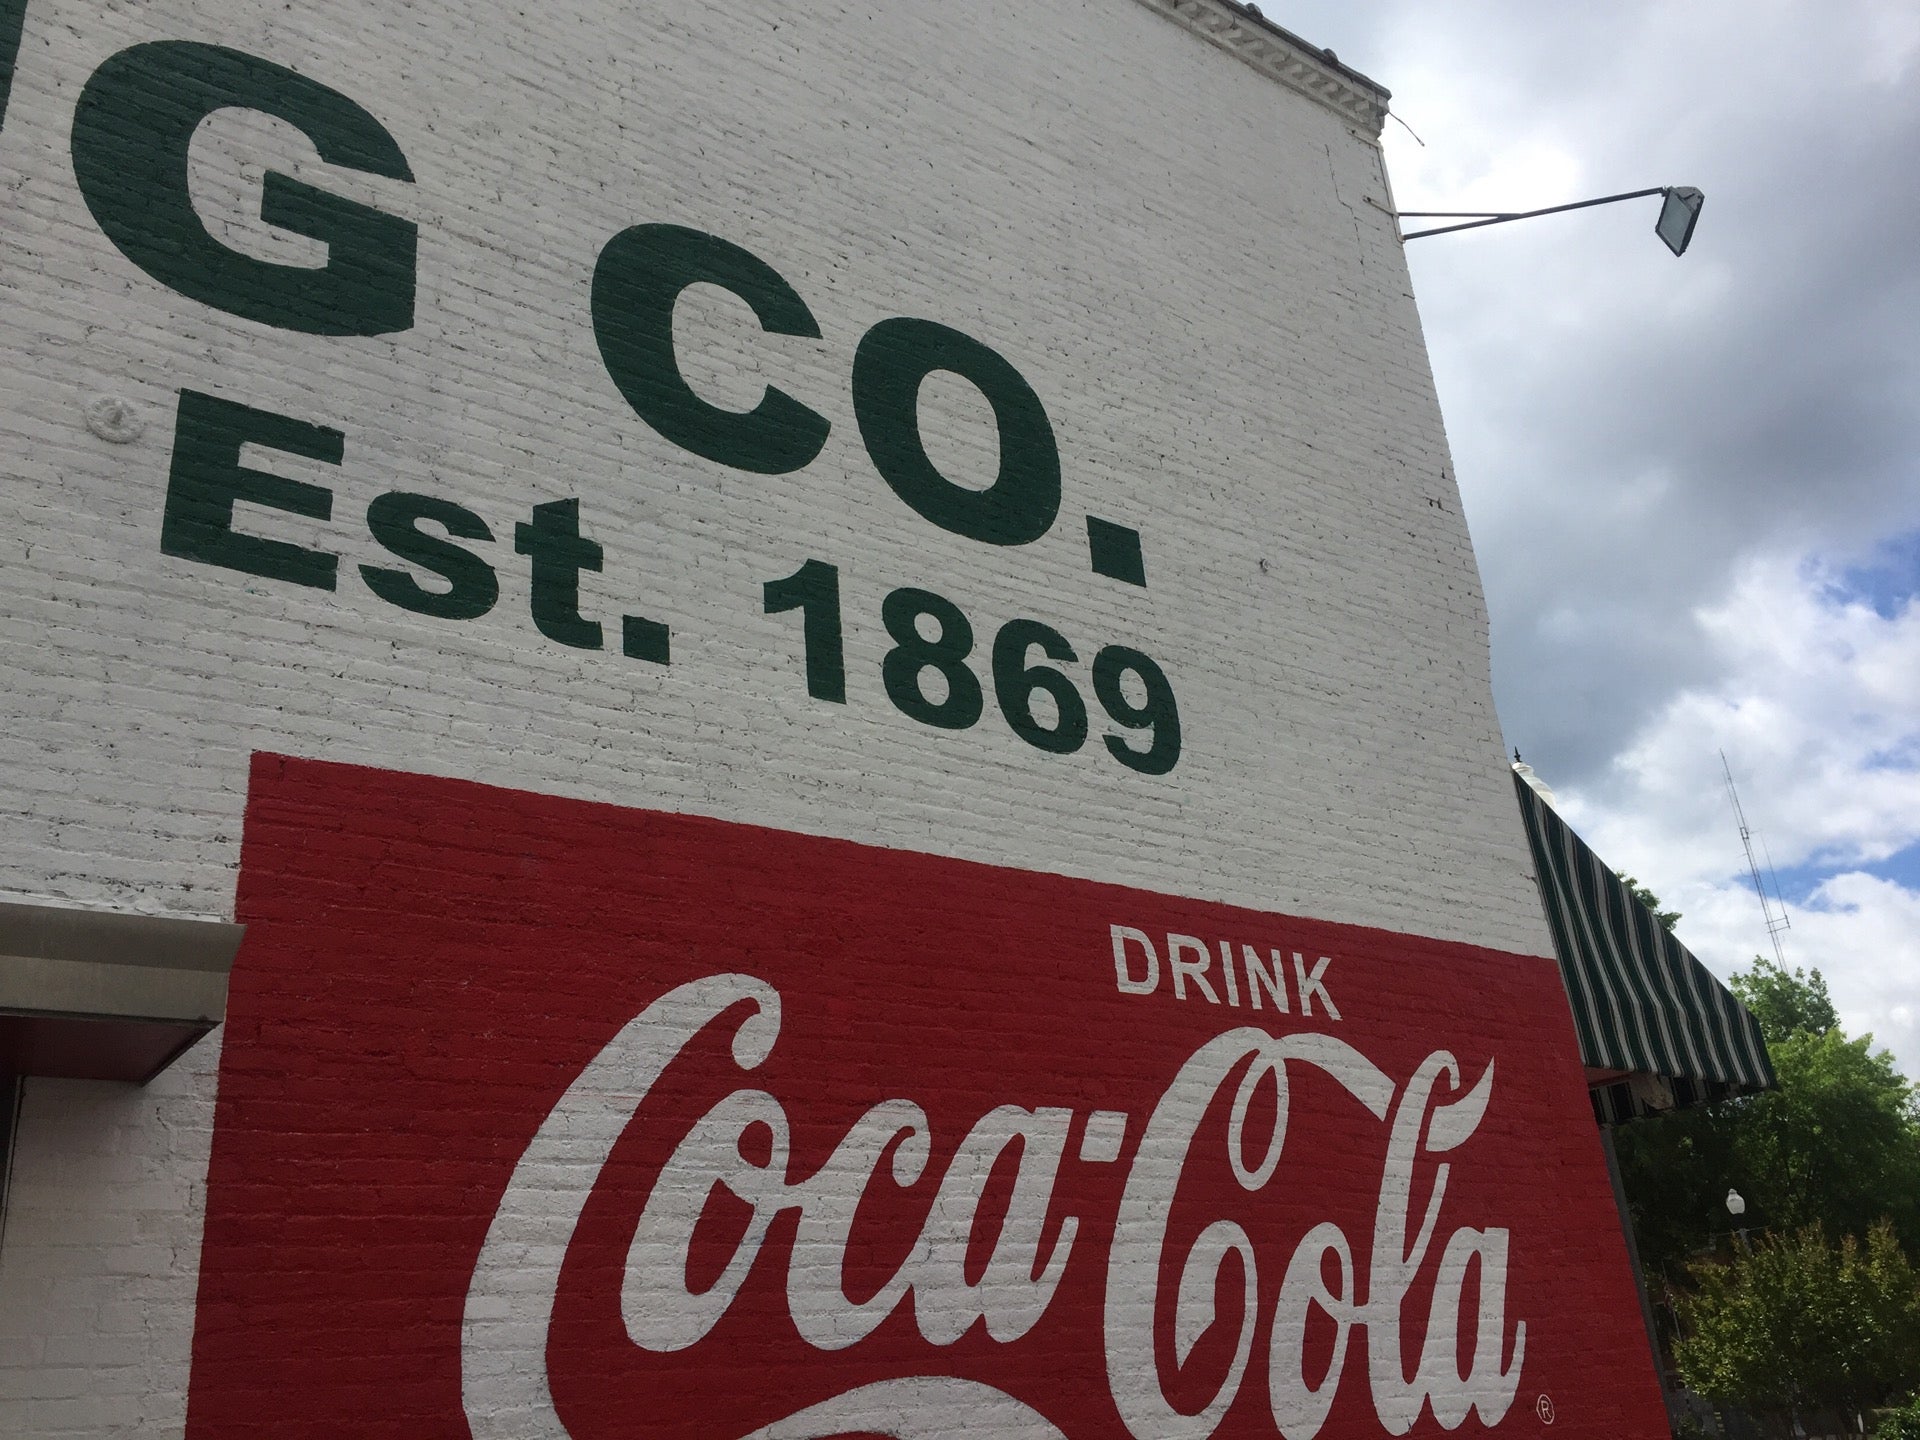 G CO.
Est. 1869
DRINK
Coca-Cola
®